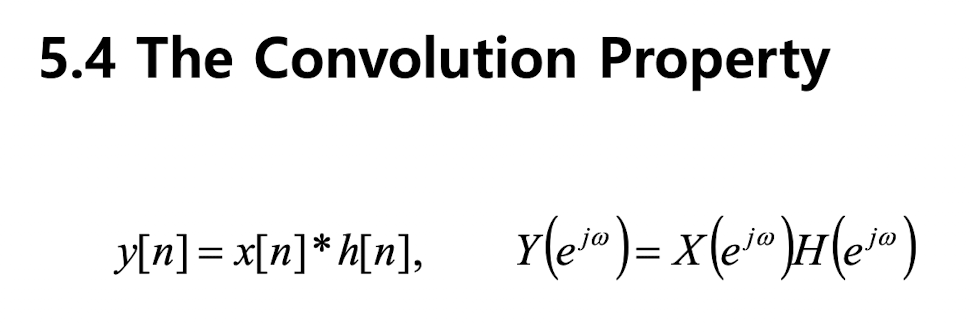 5.4 The Convolution Property
y[n] = x[n] * h[n], Y(e^{jω}) = X(e^{jω})H(e^{jω})